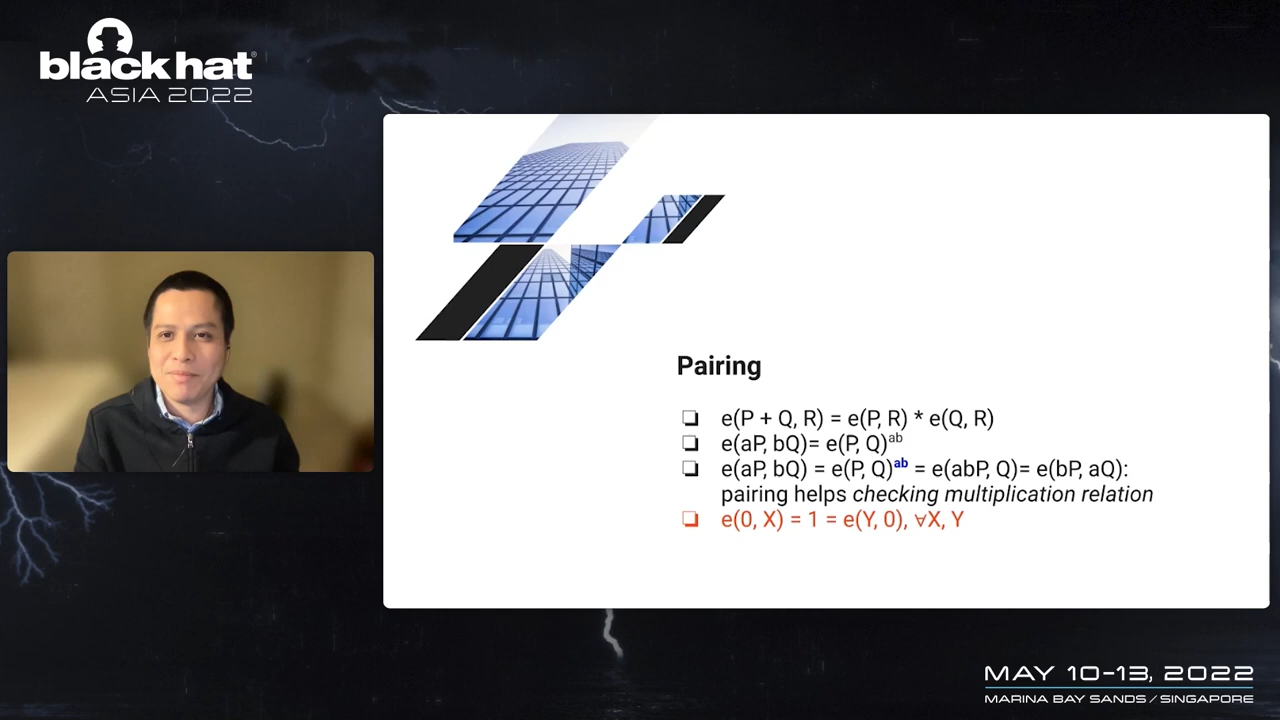 black hat®
ASIA 2022
Pairing
❏ e(P + Q, R) = e(P, R) * e(Q, R)
❏ e(aP, bQ)= e(P, Q)ᵃᵇ
❏ e(aP, bQ) = e(P, Q)ᵃᵇ = e(abP, Q)= e(bP, aQ):
pairing helps checking multiplication relation
❏ e(0, X) = 1 = e(Y, 0), ∀X, Y
MAY 10-13, 2022
MARINA BAY SANDS / SINGAPORE